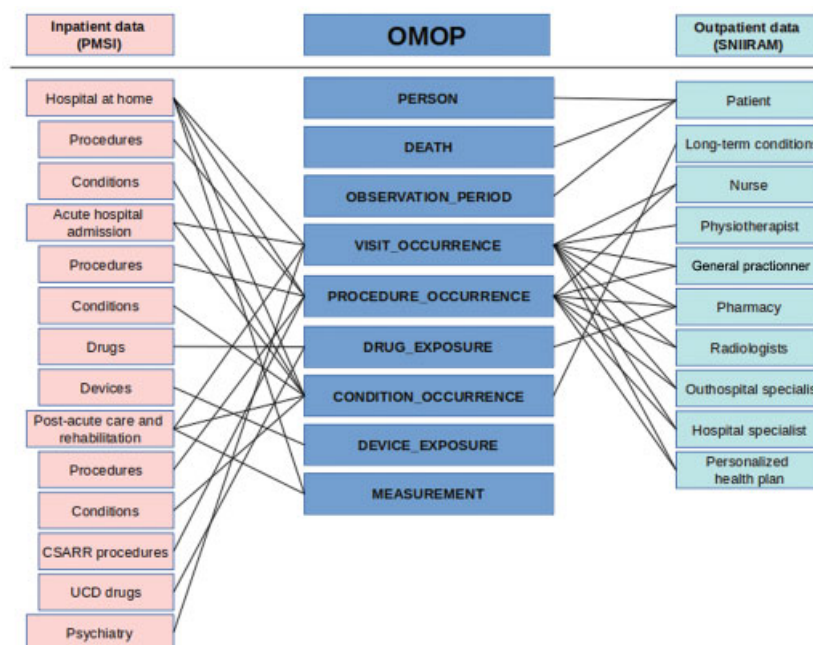 Inpatient data
(PMSI)
OMOP
Outpatient data
(SNIIRAM)
Hospital at home
Procedures
Conditions
Acute hospital
admission
Procedures
Conditions
Drugs
Devices
Post-acute care and
rehabilitation
Procedures
Conditions
CSARR procedures
UCD drugs
Psychiatry
PERSON
DEATH
OBSERVATION_PERIOD
VISIT_OCCURRENCE
PROCEDURE_OCCURRENCE
DRUG_EXPOSURE
CONDITION_OCCURRENCE
DEVICE_EXPOSURE
MEASUREMENT
Patient
Long-term conditions
Nurse
Physiotherapist
General practionner
Pharmacy
Radiologists
Outhospital specialist
Hospital specialist
Personalized
health plan